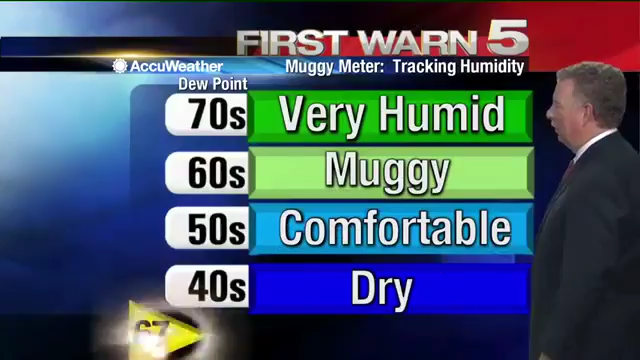 FIRST WARN 5
AccuWeather
Muggy Meter: Tracking Humidity
Dew Point
70s Very Humid
60s Muggy
50s Comfortable
40s Dry
67